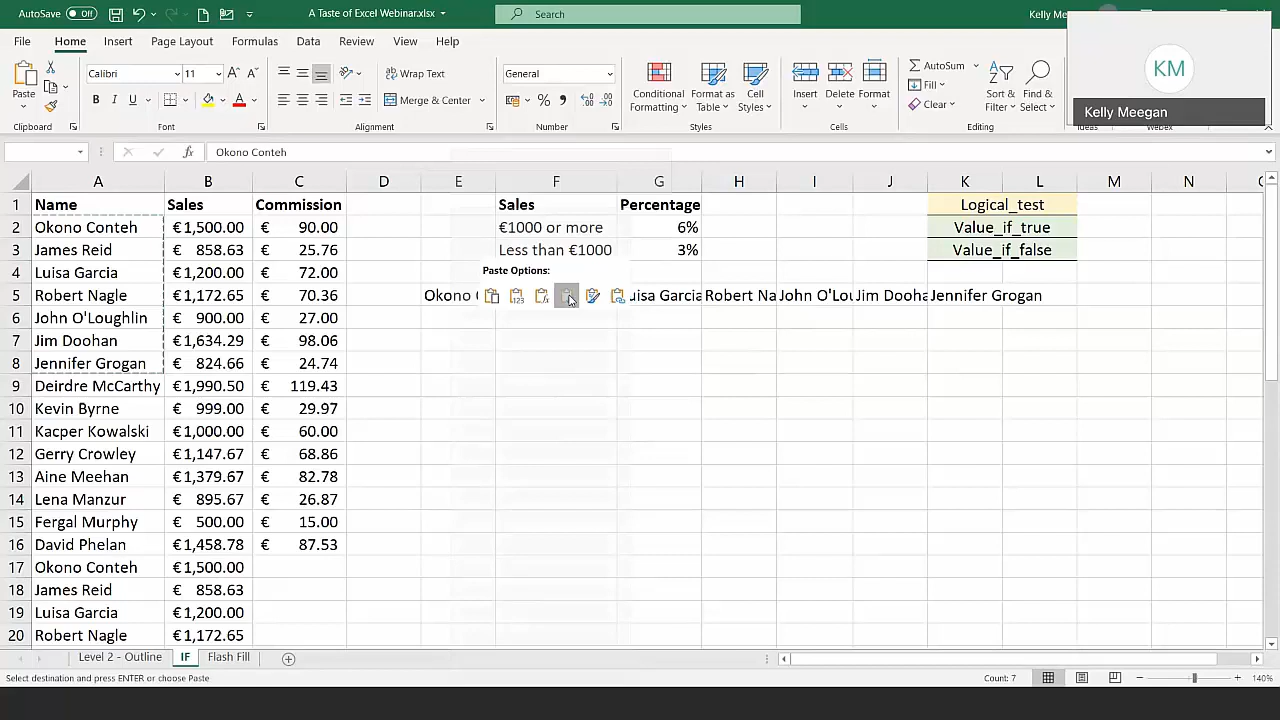 AutoSave Off A Taste of Excel Webinar.xlsx Search Kelly Me
File Home Insert Page Layout Formulas Data Review View Help
KM
Kelly Meegan
Calibri 11 Wrap Text General AutoSum
Paste Conditional Formatting Format as Table Cell Styles Insert Delete Format Fill Sort & Filter Find & Select
B I U A Merge & Center % Clear
Clipboard Font Alignment Number Styles Cells Editing Ideas Webex
fx Okono Conteh
A B C D E F G H I J K L M N
1 Name Sales Commission Sales Percentage Logical_test
2 Okono Conteh €1,500.00 € 90.00 €1000 or more 6% Value_if_true
3 James Reid € 858.63 € 25.76 Less than €1000 3% Value_if_false
4 Luisa Garcia €1,200.00 € 72.00 Paste Options:
5 Robert Nagle €1,172.65 € 70.36 Okono uisa Garcia Robert Na John O'Lou Jim Dooha Jennifer Grogan
6 John O'Loughlin € 900.00 € 27.00
7 Jim Doohan €1,634.29 € 98.06
8 Jennifer Grogan € 824.66 € 24.74
9 Deirdre McCarthy €1,990.50 € 119.43
10 Kevin Byrne € 999.00 € 29.97
11 Kacper Kowalski €1,000.00 € 60.00
12 Gerry Crowley €1,147.67 € 68.86
13 Aine Meehan €1,379.67 € 82.78
14 Lena Manzur € 895.67 € 26.87
15 Fergal Murphy € 500.00 € 15.00
16 David Phelan €1,458.78 € 87.53
17 Okono Conteh €1,500.00
18 James Reid € 858.63
19 Luisa Garcia €1,200.00
20 Robert Nagle €1,172.65
Level 2 - Outline IF Flash Fill
Select destination and press ENTER or choose Paste Count: 7 140%